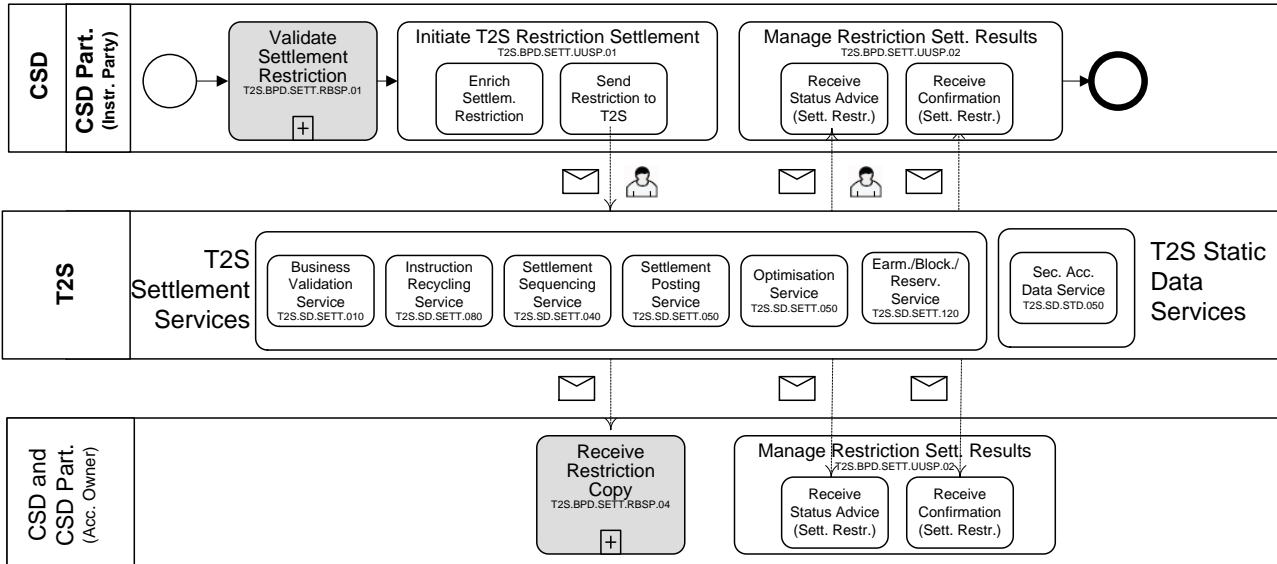 CSD
CSD Part.
(Instr. Party)
Validate
Settlement
Restriction
T2S.BPD.SETT.RBSP.01
+
Initiate T2S Restriction Settlement
T2S.BPD.SETT.UUSP.01
Enrich
Settlem.
Restriction
Send
Restriction to
T2S
Manage Restriction Sett. Results
T2S.BPD.SETT.UUSP.02
Receive
Status Advice
(Sett. Restr.)
Receive
Confirmation
(Sett. Restr.)
T2S
T2S
Settlement
Services
Business
Validation
Service
T2S.SD.SETT.010
Instruction
Recycling
Service
T2S.SD.SETT.080
Settlement
Sequencing
Service
T2S.SD.SETT.040
Settlement
Posting
Service
T2S.SD.SETT.050
Optimisation
Service
T2S.SD.SETT.050
Earm./Block./
Reserv.
Service
T2S.SD.SETT.120
Sec. Acc.
Data Service
T2S.SD.STD.050
T2S Static
Data
Services
CSD and
CSD Part.
(Acc. Owner)
Receive
Restriction
Copy
T2S.BPD.SETT.RBSP.04
+
Manage Restriction Sett. Results
T2S.BPD.SETT.UUSP.02
Receive
Status Advice
(Sett. Restr.)
Receive
Confirmation
(Sett. Restr.)